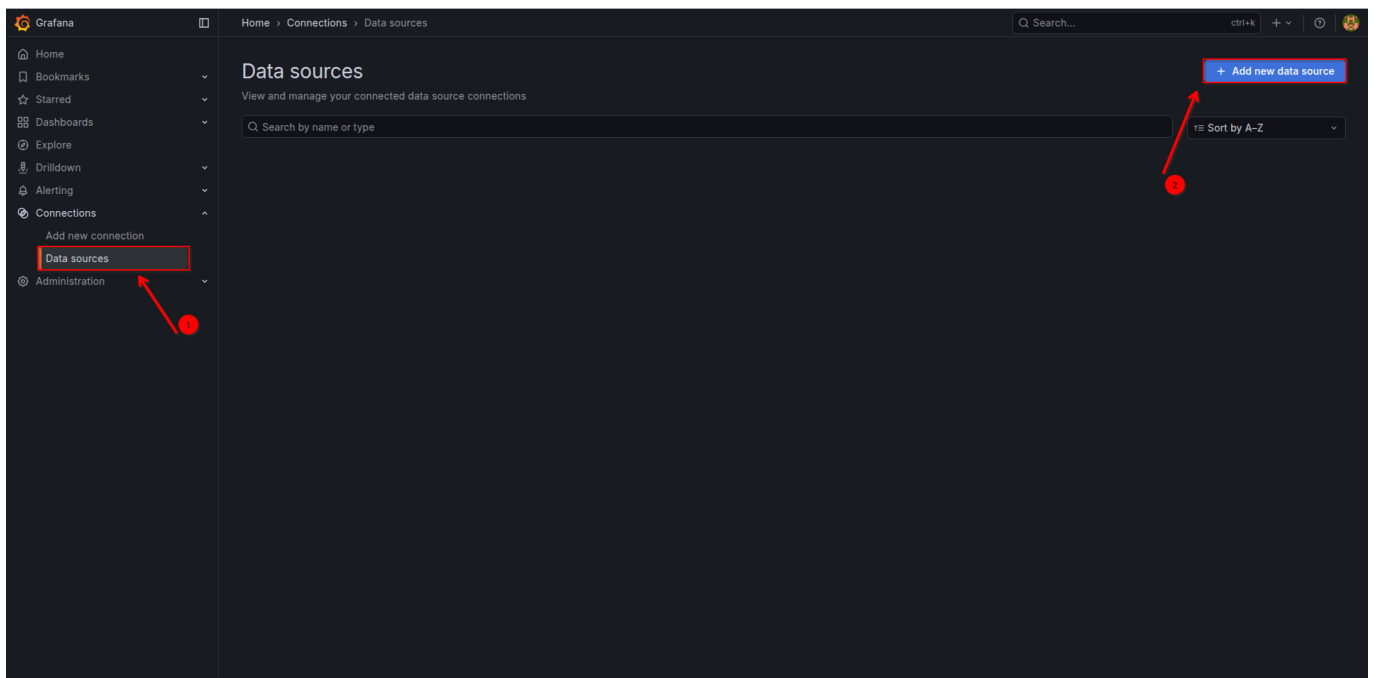 Grafana
Home › Connections › Data sources
Search...
ctrl+k
Home
Bookmarks
Starred
Dashboards
Explore
Drilldown
Alerting
Connections
Add new connection
Data sources
Administration
1
Data sources
View and manage your connected data source connections
+ Add new data source
Search by name or type
Sort by A–Z
2